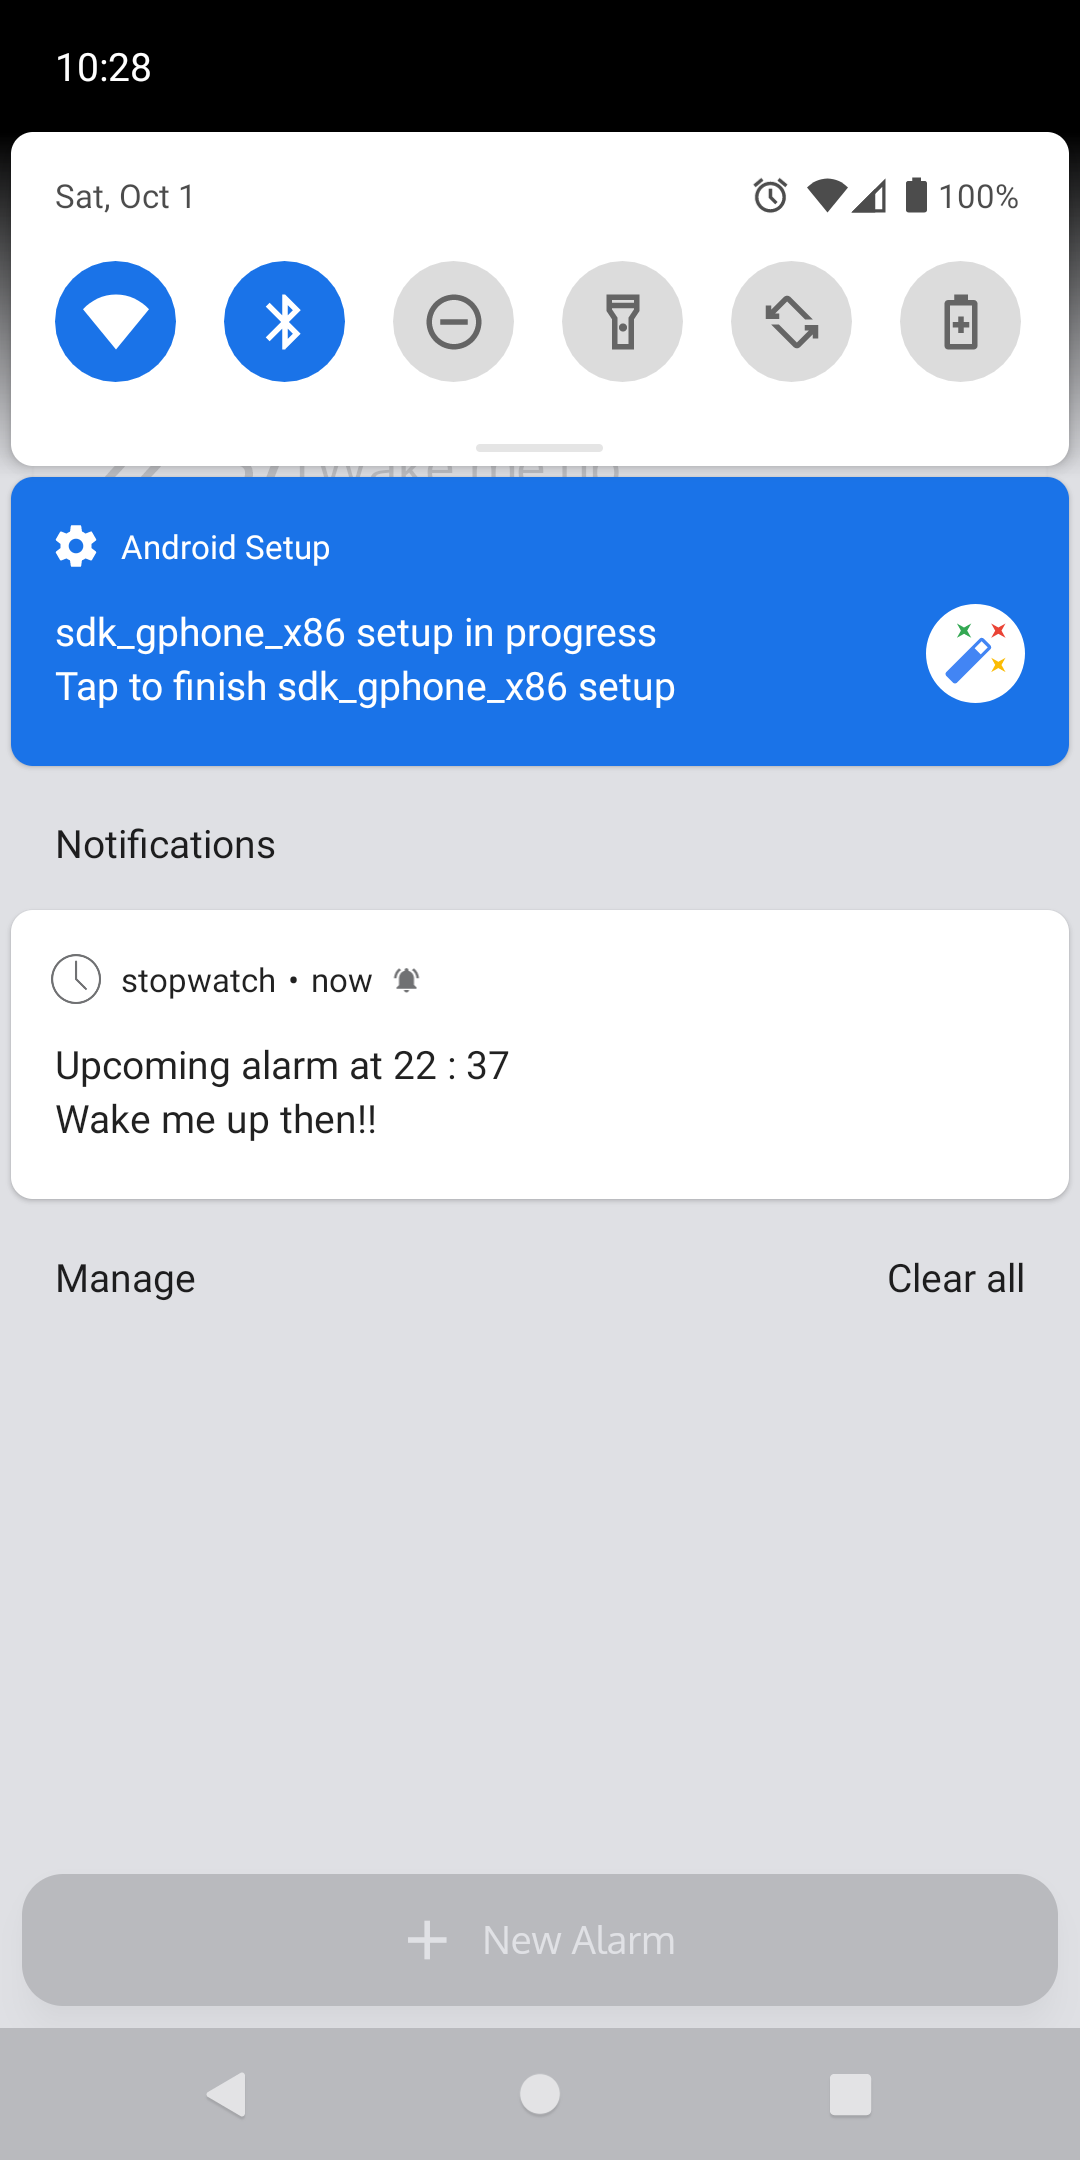 10:28
Sat, Oct 1
100%
Android Setup
sdk_gphone_x86 setup in progress
Tap to finish sdk_gphone_x86 setup
Notifications
stopwatch • now
Upcoming alarm at 22 : 37
Wake me up then!!
Manage
Clear all
New Alarm